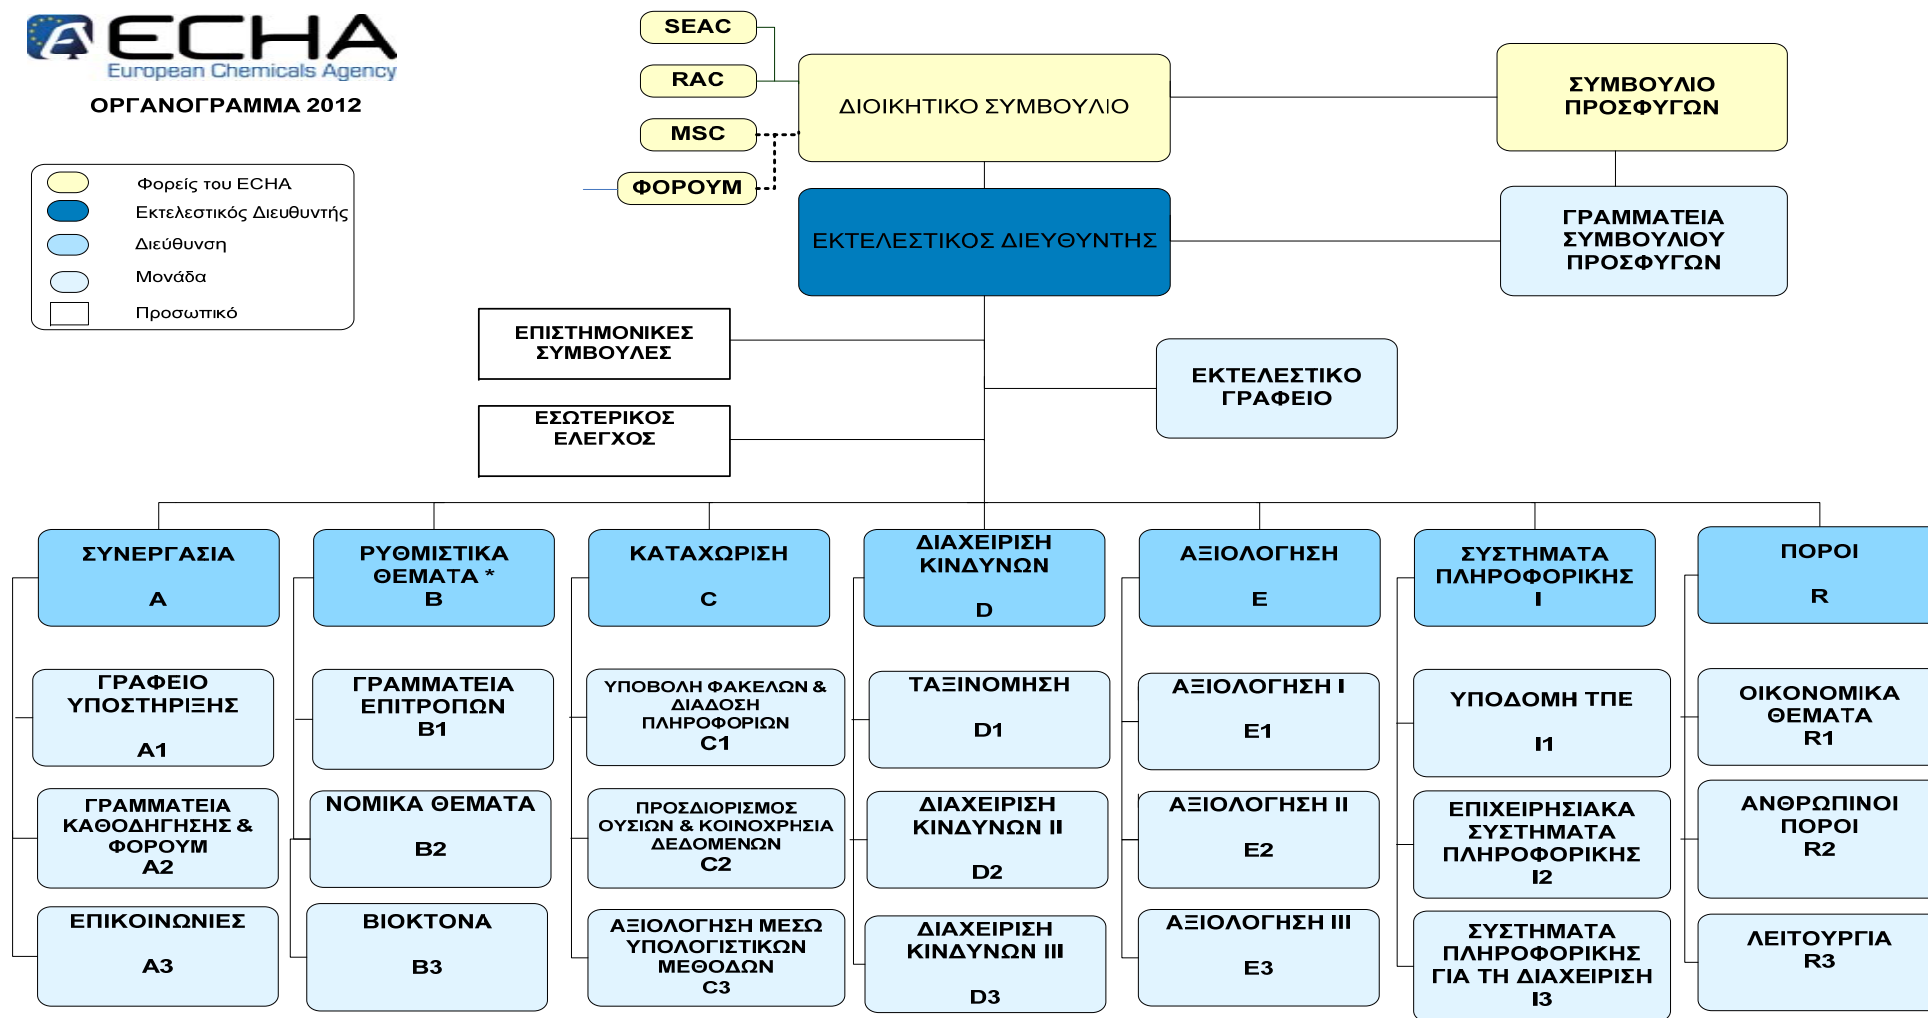 ECHA
European Chemicals Agency
ΟΡΓΑΝΟΓΡΑΜΜΑ 2012
Φορείς του ECHA
Εκτελεστικός Διευθυντής
Διεύθυνση
Μονάδα
Προσωπικό
SEAC
RAC
MSC
ΦΟΡΟΥΜ
ΔΙΟΙΚΗΤΙΚΟ ΣΥΜΒΟΥΛΙΟ
ΣΥΜΒΟΥΛΙΟ
ΠΡΟΣΦΥΓΩΝ
ΕΚΤΕΛΕΣΤΙΚΟΣ ΔΙΕΥΘΥΝΤΗΣ
ΓΡΑΜΜΑΤΕΙΑ
ΣΥΜΒΟΥΛΙΟΥ
ΠΡΟΣΦΥΓΩΝ
ΕΠΙΣΤΗΜΟΝΙΚΕΣ
ΣΥΜΒΟΥΛΕΣ
ΕΚΤΕΛΕΣΤΙΚΟ
ΓΡΑΦΕΙΟ
ΕΣΩΤΕΡΙΚΟΣ
ΕΛΕΓΧΟΣ
ΣΥΝΕΡΓΑΣΙΑ
A
ΡΥΘΜΙΣΤΙΚΑ
ΘΕΜΑΤΑ *
B
ΚΑΤΑΧΩΡΙΣΗ
C
ΔΙΑΧΕΙΡΙΣΗ
ΚΙΝΔΥΝΩΝ
D
ΑΞΙΟΛΟΓΗΣΗ
E
ΣΥΣΤΗΜΑΤΑ
ΠΛΗΡΟΦΟΡΙΚΗΣ
I
ΠΟΡΟΙ
R
ΓΡΑΦΕΙΟ
ΥΠΟΣΤΗΡΙΞΗΣ
A1
ΓΡΑΜΜΑΤΕΙΑ
ΕΠΙΤΡΟΠΩΝ
B1
ΥΠΟΒΟΛΗ ΦΑΚΕΛΩΝ &
ΔΙΑΔΟΣΗ
ΠΛΗΡΟΦΟΡΙΩΝ
C1
ΤΑΞΙΝΟΜΗΣΗ
D1
ΑΞΙΟΛΟΓΗΣΗ I
E1
ΥΠΟΔΟΜΗ ΤΠΕ
I1
ΟΙΚΟΝΟΜΙΚΑ
ΘΕΜΑΤΑ
R1
ΓΡΑΜΜΑΤΕΙΑ
ΚΑΘΟΔΗΓΗΣΗΣ &
ΦΟΡΟΥΜ
A2
ΝΟΜΙΚΑ ΘΕΜΑΤΑ
B2
ΠΡΟΣΔΙΟΡΙΣΜΟΣ
ΟΥΣΙΩΝ & ΚΟΙΝΟΧΡΗΣΙΑ
ΔΕΔΟΜΕΝΩΝ
C2
ΔΙΑΧΕΙΡΙΣΗ
ΚΙΝΔΥΝΩΝ II
D2
ΑΞΙΟΛΟΓΗΣΗ II
E2
ΕΠΙΧΕΙΡΗΣΙΑΚΑ
ΣΥΣΤΗΜΑΤΑ
ΠΛΗΡΟΦΟΡΙΚΗΣ
I2
ΑΝΘΡΩΠΙΝΟΙ
ΠΟΡΟΙ
R2
ΕΠΙΚΟΙΝΩΝΙΕΣ
A3
ΒΙΟΚΤΟΝΑ
B3
ΑΞΙΟΛΟΓΗΣΗ ΜΕΣΩ
ΥΠΟΛΟΓΙΣΤΙΚΩΝ
ΜΕΘΟΔΩΝ
C3
ΔΙΑΧΕΙΡΙΣΗ
ΚΙΝΔΥΝΩΝ III
D3
ΑΞΙΟΛΟΓΗΣΗ III
E3
ΣΥΣΤΗΜΑΤΑ
ΠΛΗΡΟΦΟΡΙΚΗΣ
ΓΙΑ ΤΗ ΔΙΑΧΕΙΡΙΣΗ
I3
ΛΕΙΤΟΥΡΓΙΑ
R3